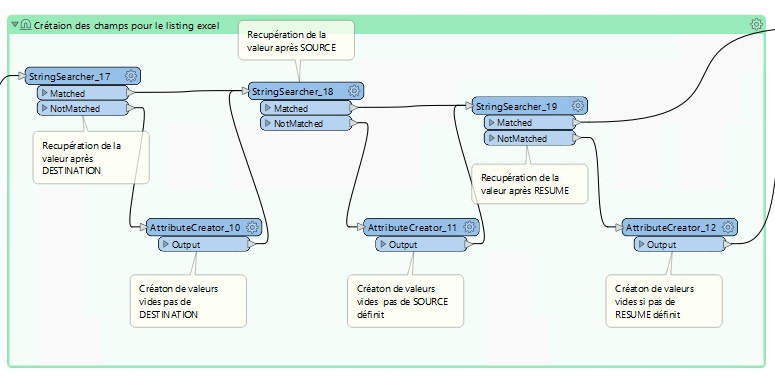 Crétaion des champs pour le listing excel
Recupération de la
valeur après SOURCE
StringSearcher_17
Matched
NotMatched
StringSearcher_18
Matched
NotMatched
StringSearcher_19
Matched
NotMatched
Recupération de la
valeur après
DESTINATION
Recupération de la
valeur après RESUME
AttributeCreator_10
Output
AttributeCreator_11
Output
AttributeCreator_12
Output
Créaton de valeurs
vides pas de
DESTINATION
Créaton de valeurs
vides  pas de SOURCE
définit
Créaton de valeurs
vides si pas de
RESUME définit